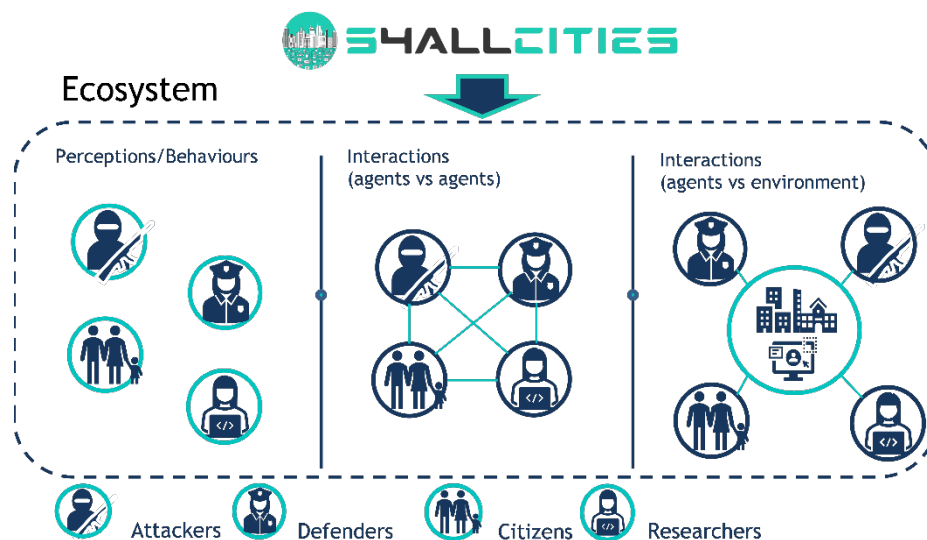 S4ALLCITIES
Ecosystem
Perceptions/Behaviours
Interactions
(agents vs agents)
Interactions
(agents vs environment)
</>
</>
</>
Attackers
Defenders
Citizens
Researchers
</>